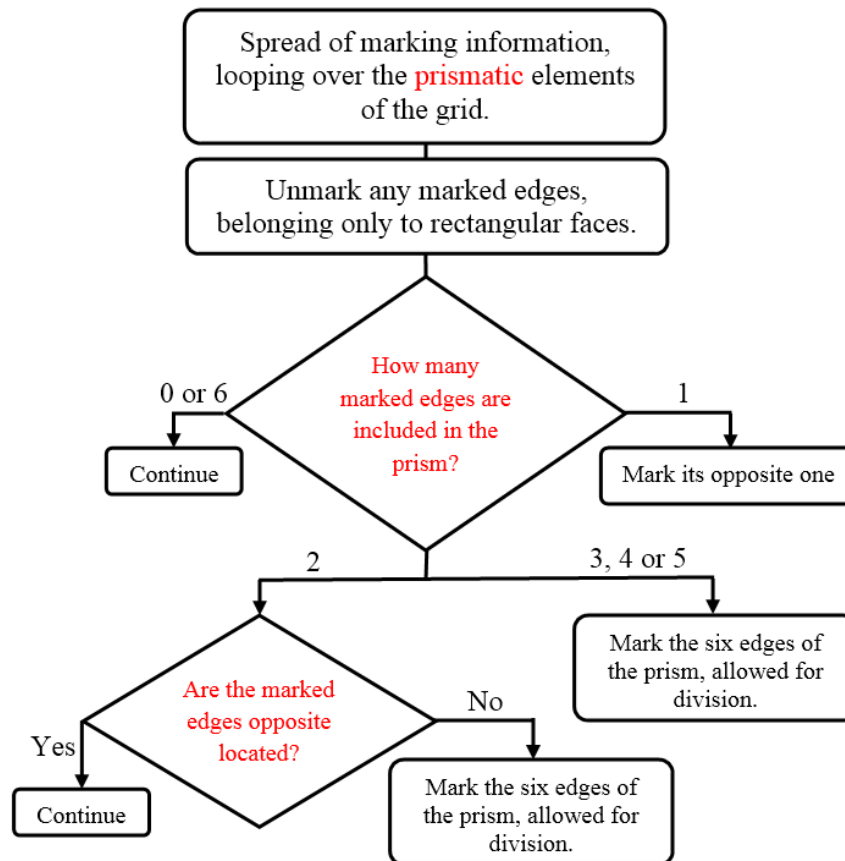 Spread of marking information,
looping over the prismatic elements
of the grid.
Unmark any marked edges,
belonging only to rectangular faces.
How many
marked edges are
included in the
prism?
0 or 6
1
Continue
Mark its opposite one
2
3, 4 or 5
Mark the six edges of
the prism, allowed for
division.
Are the marked
edges opposite
located?
Yes
No
Continue
Mark the six edges of
the prism, allowed for
division.